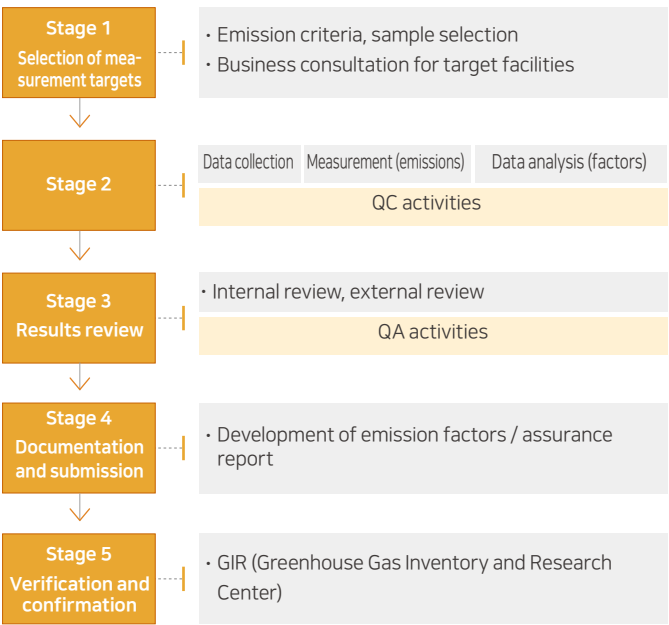 Stage 1
Selection of mea-
surement targets
· Emission criteria, sample selection
· Business consultation for target facilities
Stage 2
Data collection
Measurement (emissions)
Data analysis (factors)
QC activities
Stage 3
Results review
· Internal review, external review
QA activities
Stage 4
Documentation
and submission
· Development of emission factors / assurance
report
Stage 5
Verification and
confirmation
· GIR (Greenhouse Gas Inventory and Research
Center)